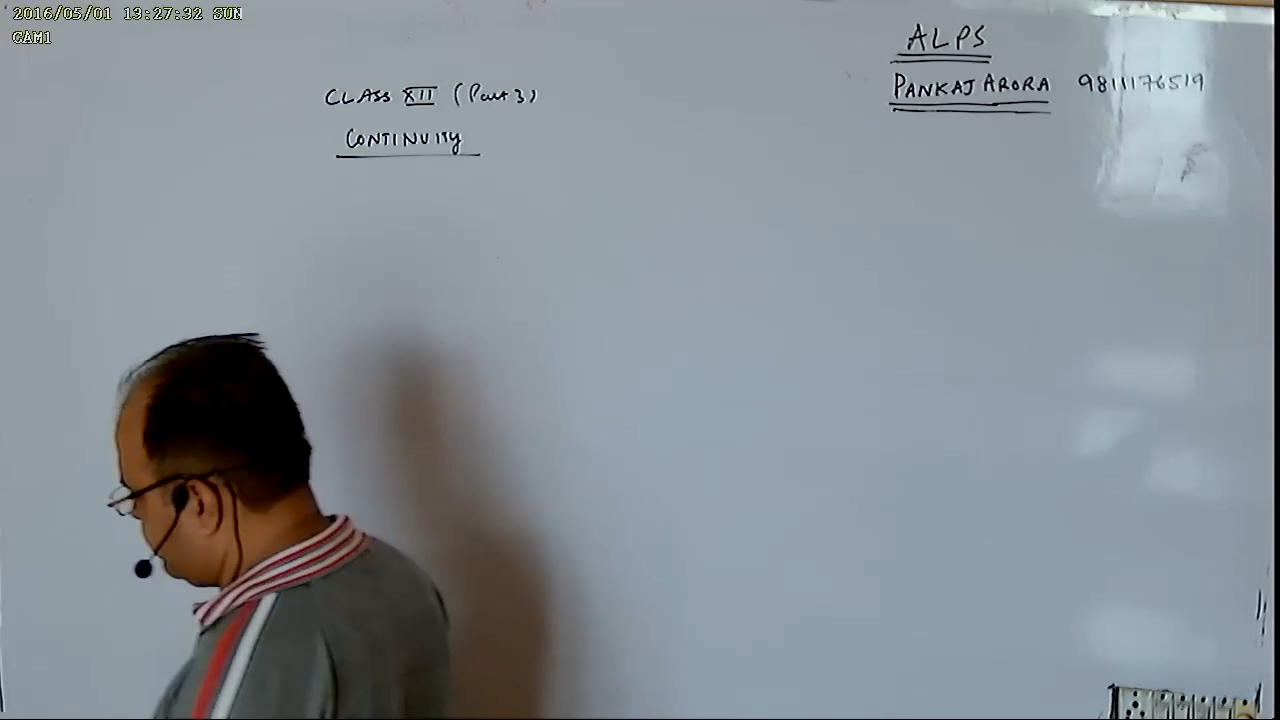 2016/05/01 13:27:32 SUN
CAM1
ALPS
PANKAJ ARORA 9811176519
CLASS XII (Part 3)
CONTINUITY